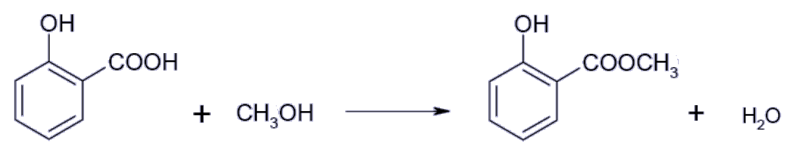 OH
COOH
+ CH₃OH
OH
COOCH₃
+ H₂O